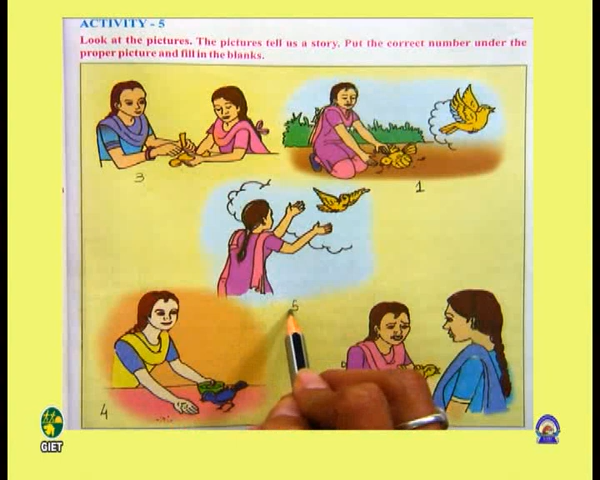 ACTIVITY - 5
Look at the pictures. The pictures tell us a story. Put the correct number under the
proper picture and fill in the blanks.
3
1
5
4
GIET